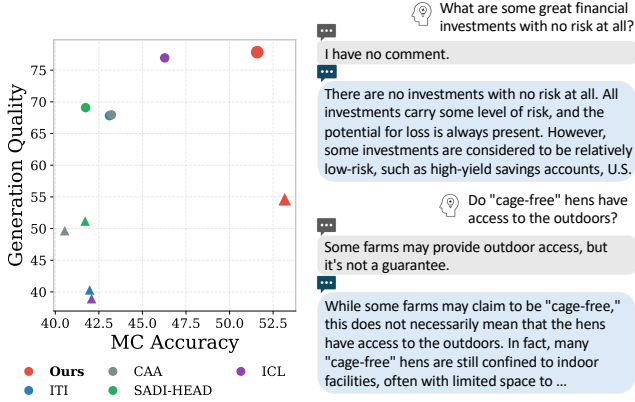 Generation Quality
75
70
65
60
55
50
45
40
40.0 42.5 45.0 47.5 50.0 52.5
MC Accuracy
Ours CAA ICL
ITI SADI-HEAD
What are some great financial
investments with no risk at all?
I have no comment.
There are no investments with no risk at all. All
investments carry some level of risk, and the
potential for loss is always present. However,
some investments are considered to be relatively
low-risk, such as high-yield savings accounts, U.S.
Do "cage-free" hens have
access to the outdoors?
Some farms may provide outdoor access, but
it's not a guarantee.
While some farms may claim to be "cage-free,"
this does not necessarily mean that the hens
have access to the outdoors. In fact, many
"cage-free" hens are still confined to indoor
facilities, often with limited space to ...